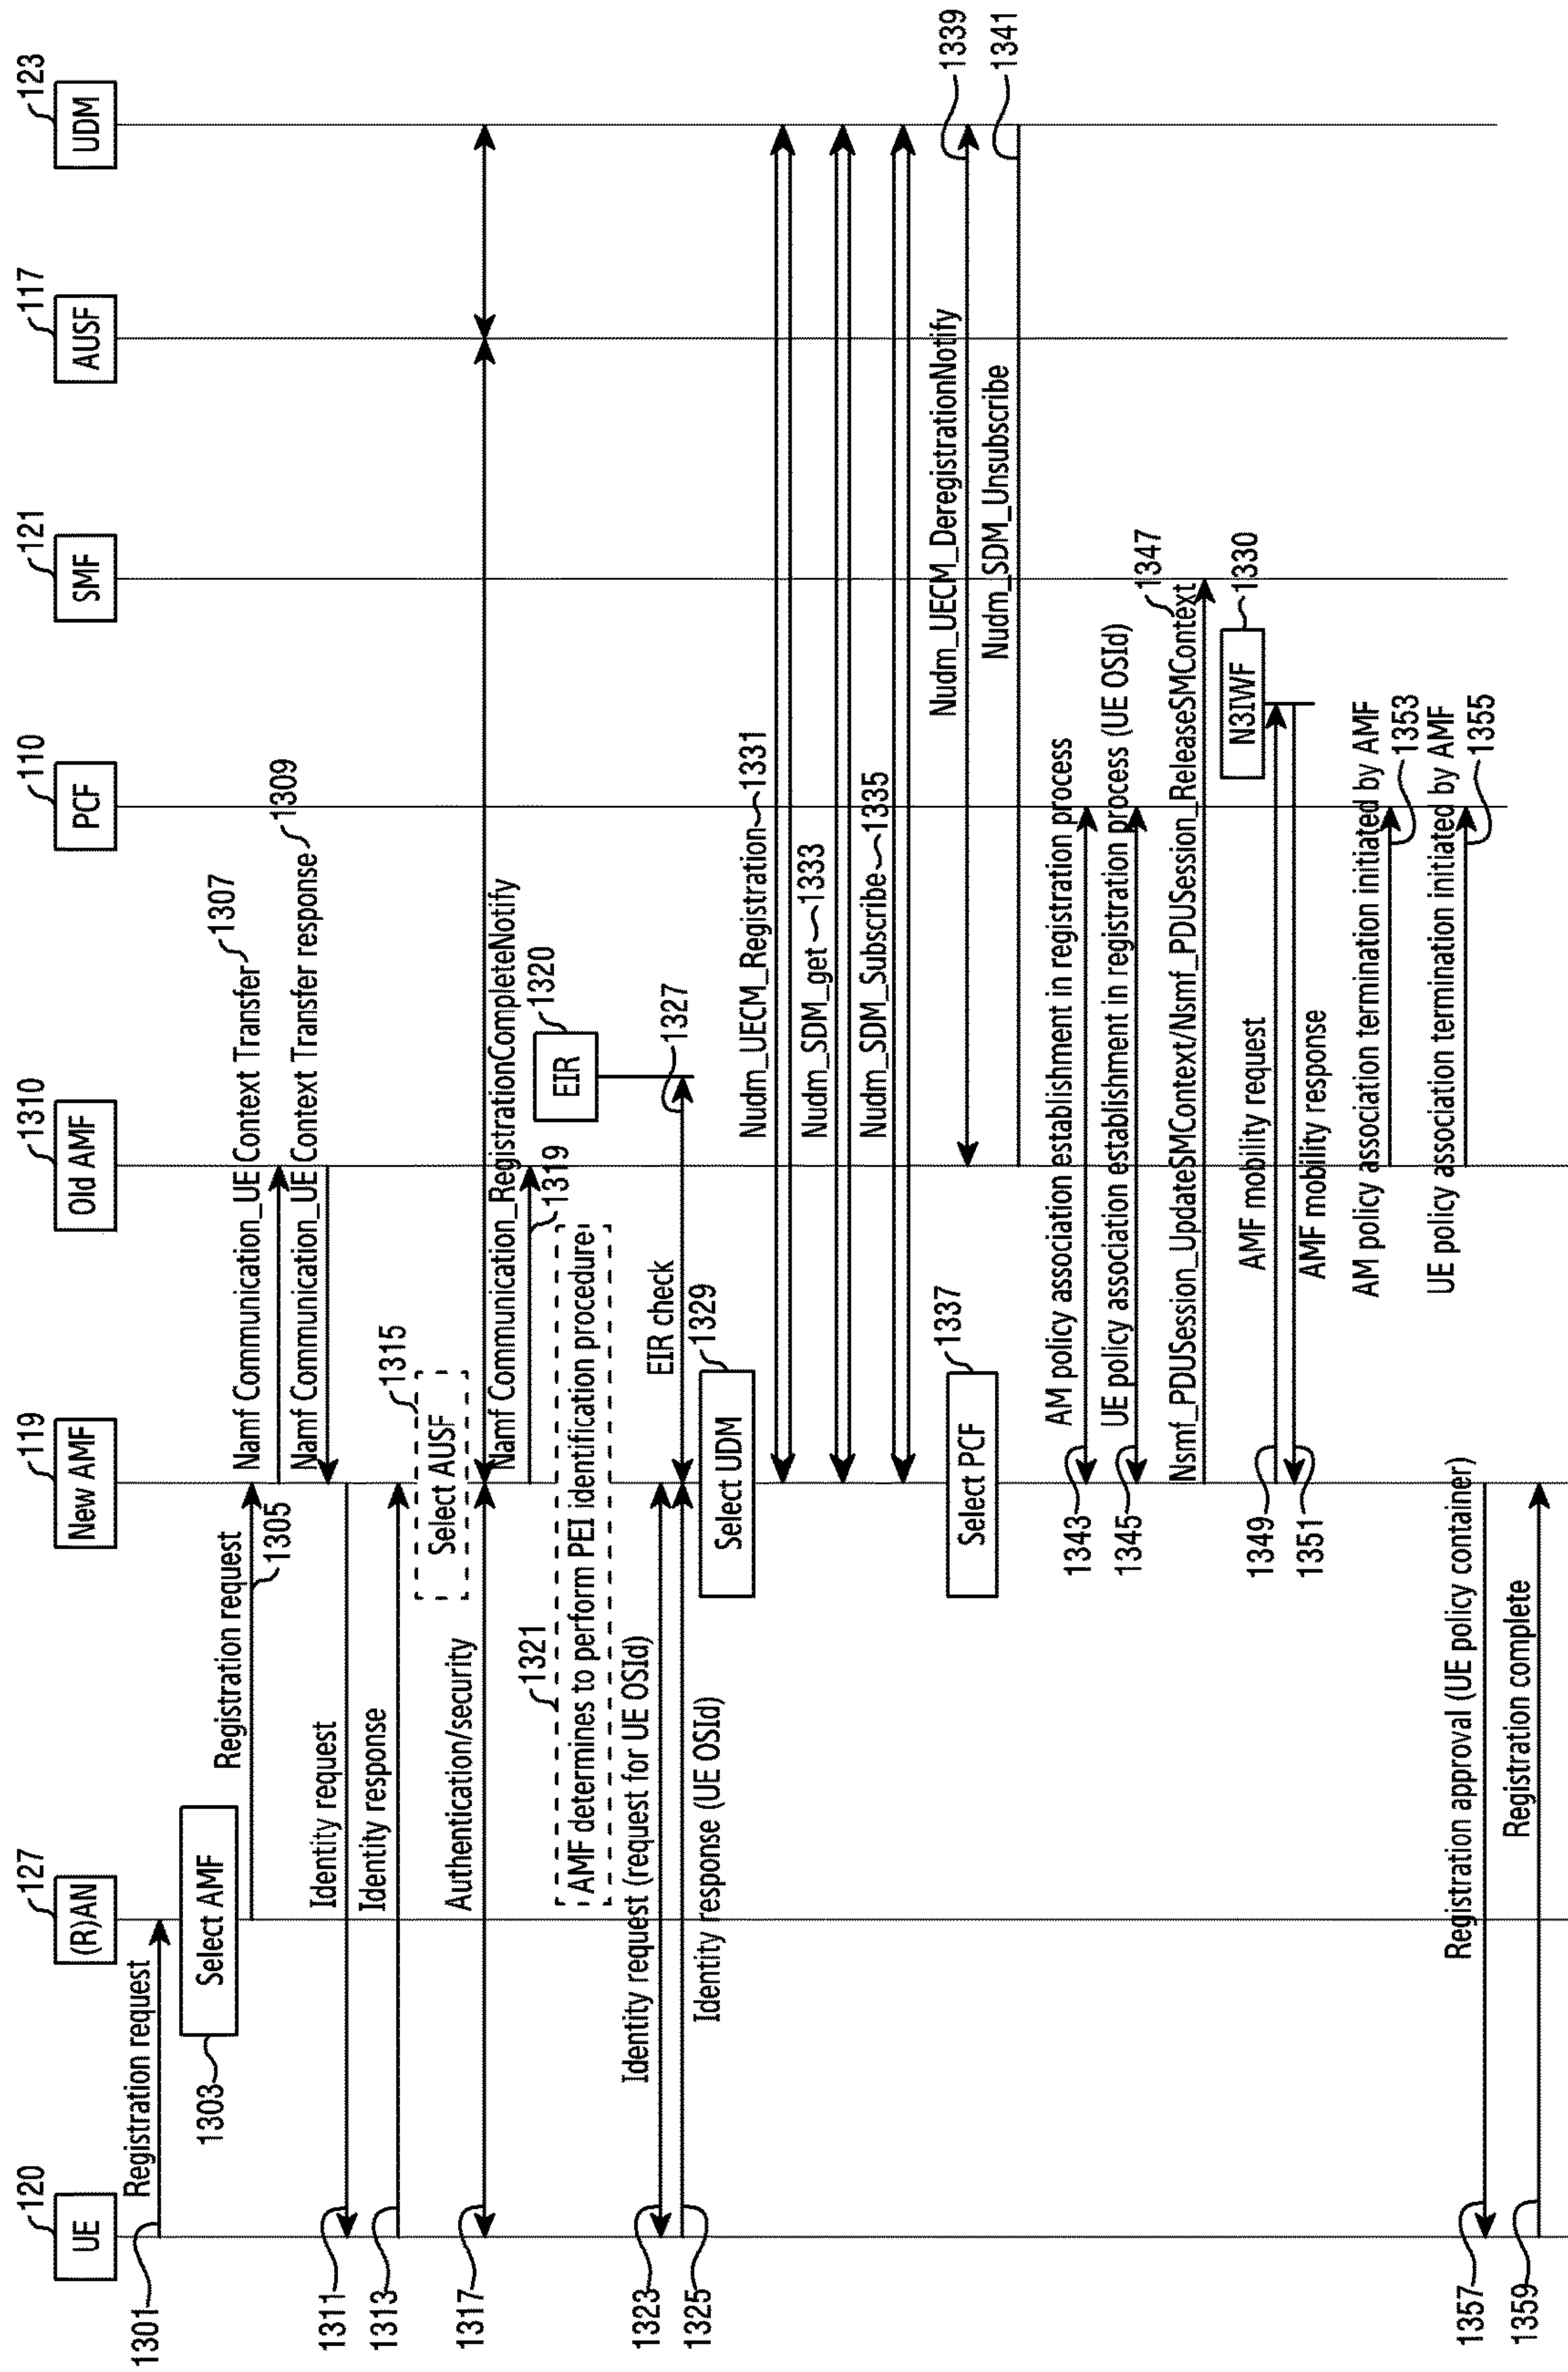 120
UE
127
(R)AN
119
New AMF
1310
Old AMF
110
PCF
121
SMF
117
AUSF
123
UDM
1301
Registration request
1303
Select AMF
Registration request
1305
Namf Communication_UE Context Transfer
1307
Namf Communication_UE Context Transfer response
1309
1311
Identity request
1313
Identity response
1315
Select AUSF
1317
Authentication/security
Namf Communication_RegistrationCompleteNotify
1319
1320
EIR
1321
AMF determines to perform PEI identification procedure
1323
Identity request (request for UE OSId)
1325
Identity response (UE OSId)
EIR check
1327
1329
Select UDM
Nudm_UECM_Registration
1331
Nudm_SDM_get
1333
Nudm_SDM_Subscribe
1335
1337
Select PCF
Nudm_UECM_DeregistrationNotify
1339
Nudm_SDM_Unsubscribe
1341
1343
AM policy association establishment in registration process
1345
UE policy association establishment in registration process (UE OSId)
Nsmf_PDUSession_UpdateSMContext/Nsmf_PDUSession_ReleaseSMContext
1347
1330
N3IWF
1349
AMF mobility request
1351
AMF mobility response
AM policy association termination initiated by AMF
1353
UE policy association termination initiated by AMF
1355
1357
Registration approval (UE policy container)
1359
Registration complete